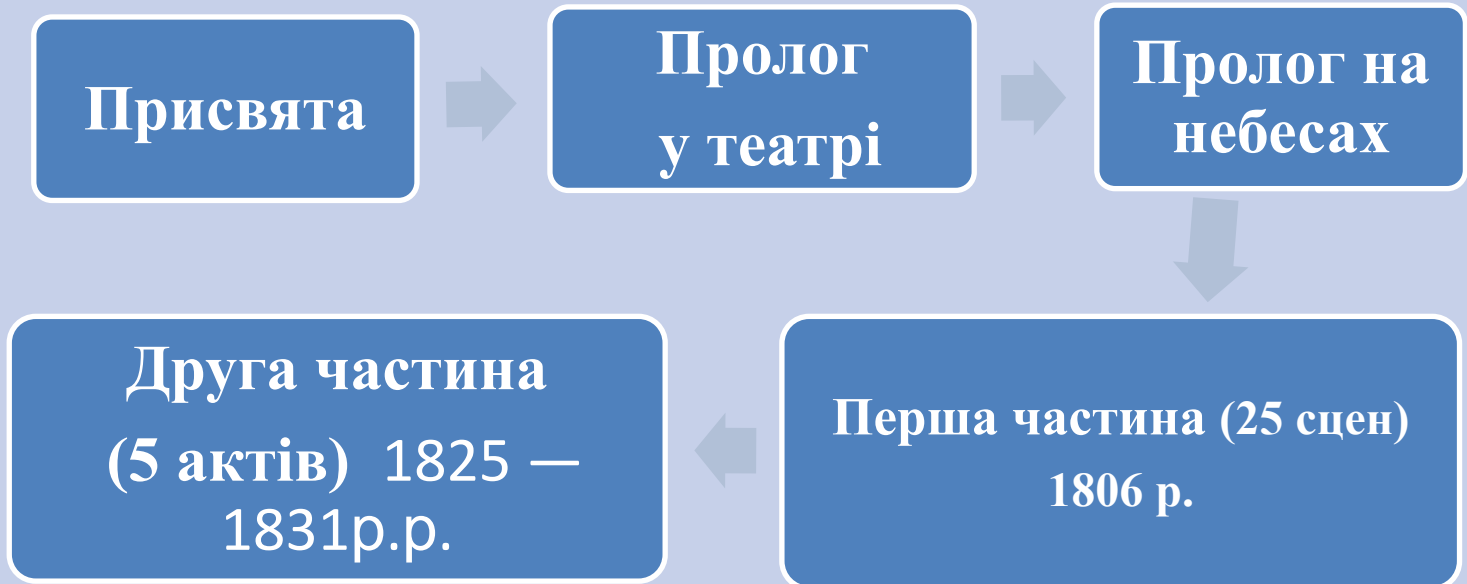 Присвята
Пролог
у театрі
Пролог на
небесах
Перша частина (25 сцен)
1806 р.
Друга частина
(5 актів) 1825 —
1831р.р.